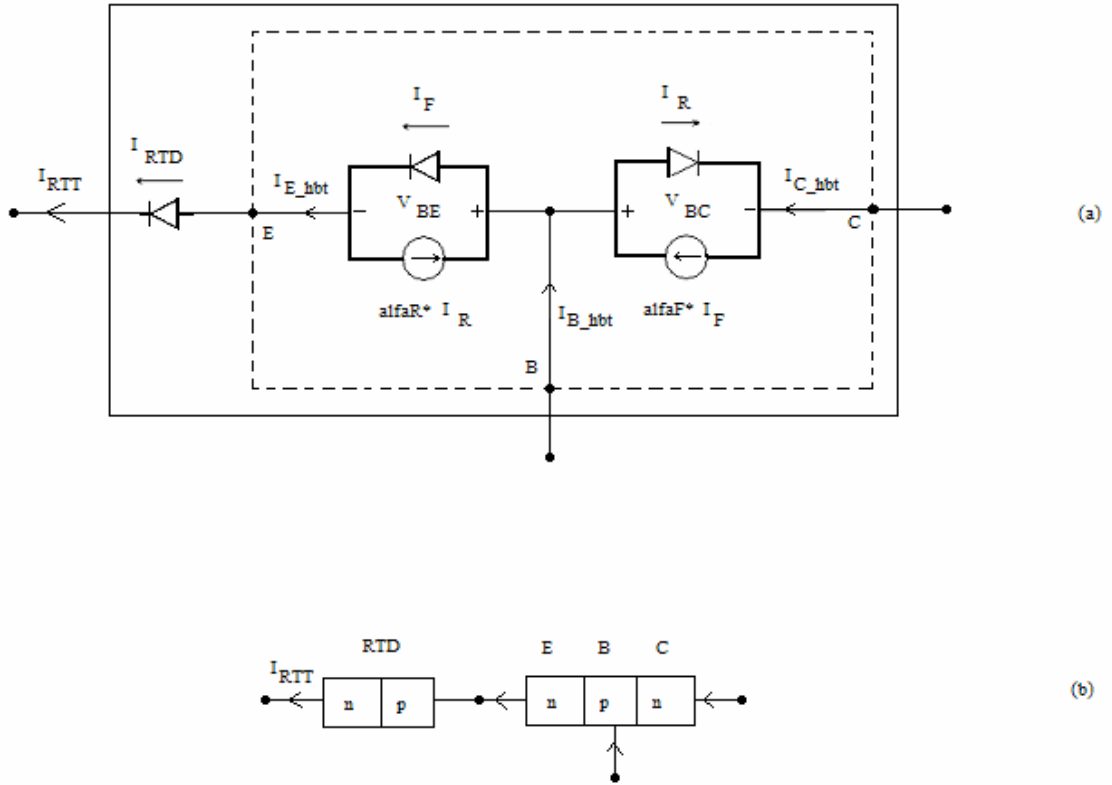 I F
I R
I RTD
I RTT
I E_hbt
V BE
V BC
I C_hbt
− + + −
E
C
(a)
alfaR* I R
I B_hbt
alfaF* I F
B
RTD E B C
I RTT
n p n p n
(b)